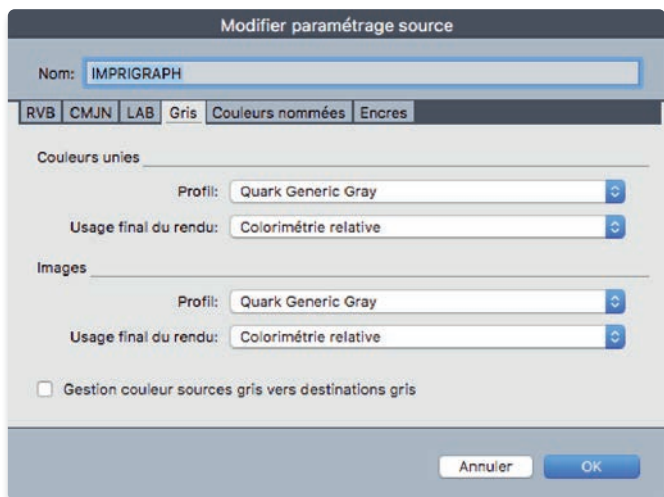 Modifier paramétrage source
Nom: IMPRIGRAPH
RVB CMJN LAB Gris Couleurs nommées Encres
Couleurs unies
Profil: Quark Generic Gray
Usage final du rendu: Colorimétrie relative
Images
Profil: Quark Generic Gray
Usage final du rendu: Colorimétrie relative
Gestion couleur sources gris vers destinations gris
Annuler OK